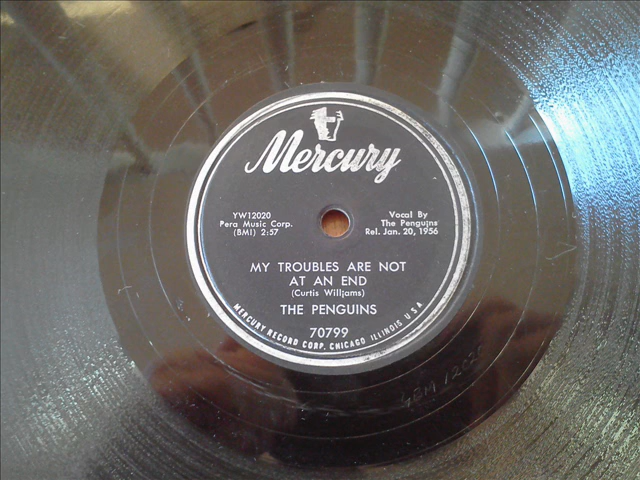 Mercury
YW12020
Pera Music Corp.
(BMI) 2:57
Vocal By
The Penguins
Rel. Jan. 20, 1956
MY TROUBLES ARE NOT
AT AN END
(Curtis Williams)
THE PENGUINS
70799
MERCURY RECORD CORP. CHICAGO ILLINOIS U S A